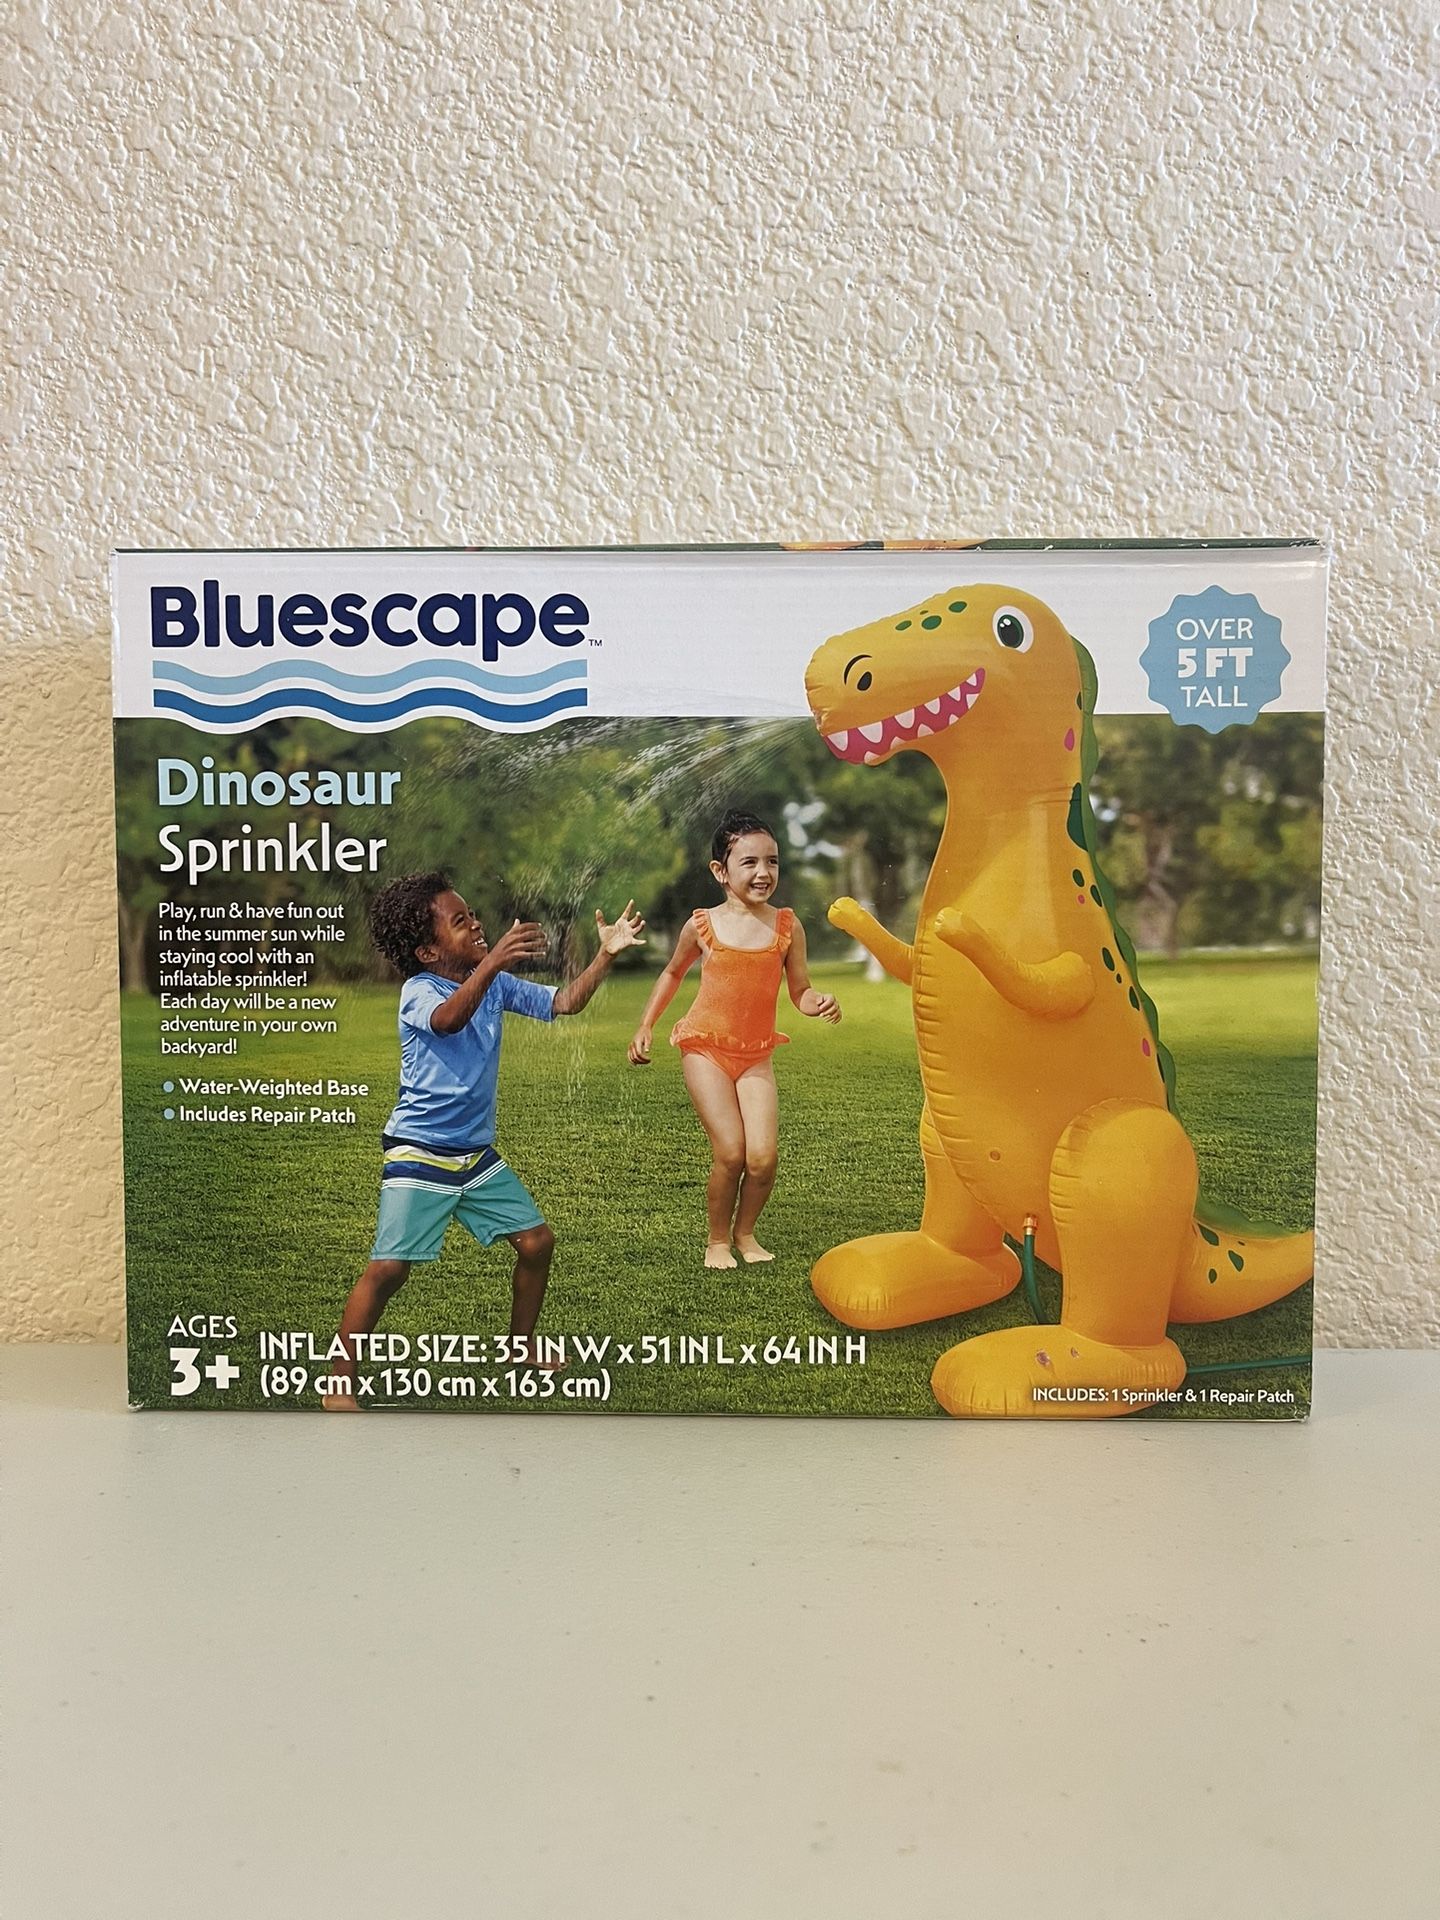 Bluescape™
OVER
5 FT
TALL
Dinosaur
Sprinkler
Play, run & have fun out
in the summer sun while
staying cool with an
inflatable sprinkler!
Each day will be a new
adventure in your own
backyard!
• Water-Weighted Base
• Includes Repair Patch
AGES
3+
INFLATED SIZE: 35 IN W x 51 IN L x 64 IN H
(89 cm x 130 cm x 163 cm)
INCLUDES: 1 Sprinkler & 1 Repair Patch